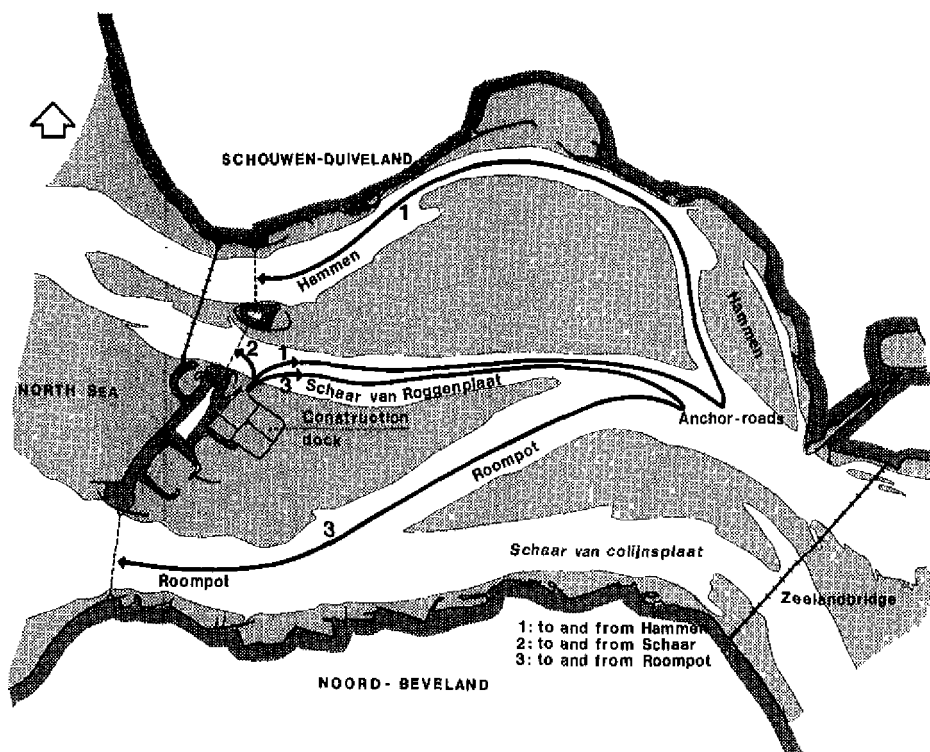 SCHOUWEN-DUIVELAND
1
Hammen
Hammen
2
1
NORTH SEA
3
Schaar van Roggenplaat
Construction
dock
Anchor-roads
Roompot
3
Schaar van colijnsplaat
Roompot
Zeelandbridge
1: to and from Hammen
2: to and from Schaar
3: to and from Roompot
NOORD- BEVELAND